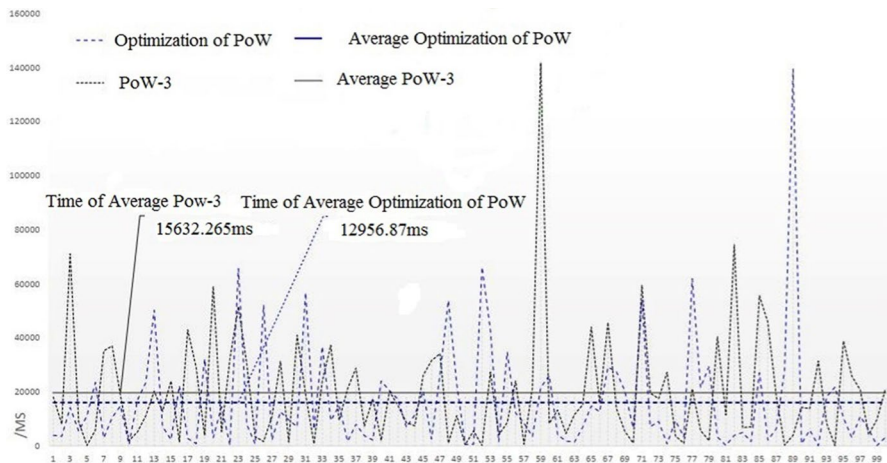 160000
Optimization of PoW
Average Optimization of PoW
140000
PoW-3
Average PoW-3
120000
100000
Time of Average Pow-3
Time of Average Optimization of PoW
15632.265ms
12956.87ms
80000
60000
40000
20000
0
/MS
1 3 5 7 9 11 13 15 17 19 21 23 25 27 29 31 33 35 37 39 41 43 45 47 49 51 53 55 57 59 61 63 65 67 69 71 73 75 77 79 81 83 85 87 89 91 93 95 97 99